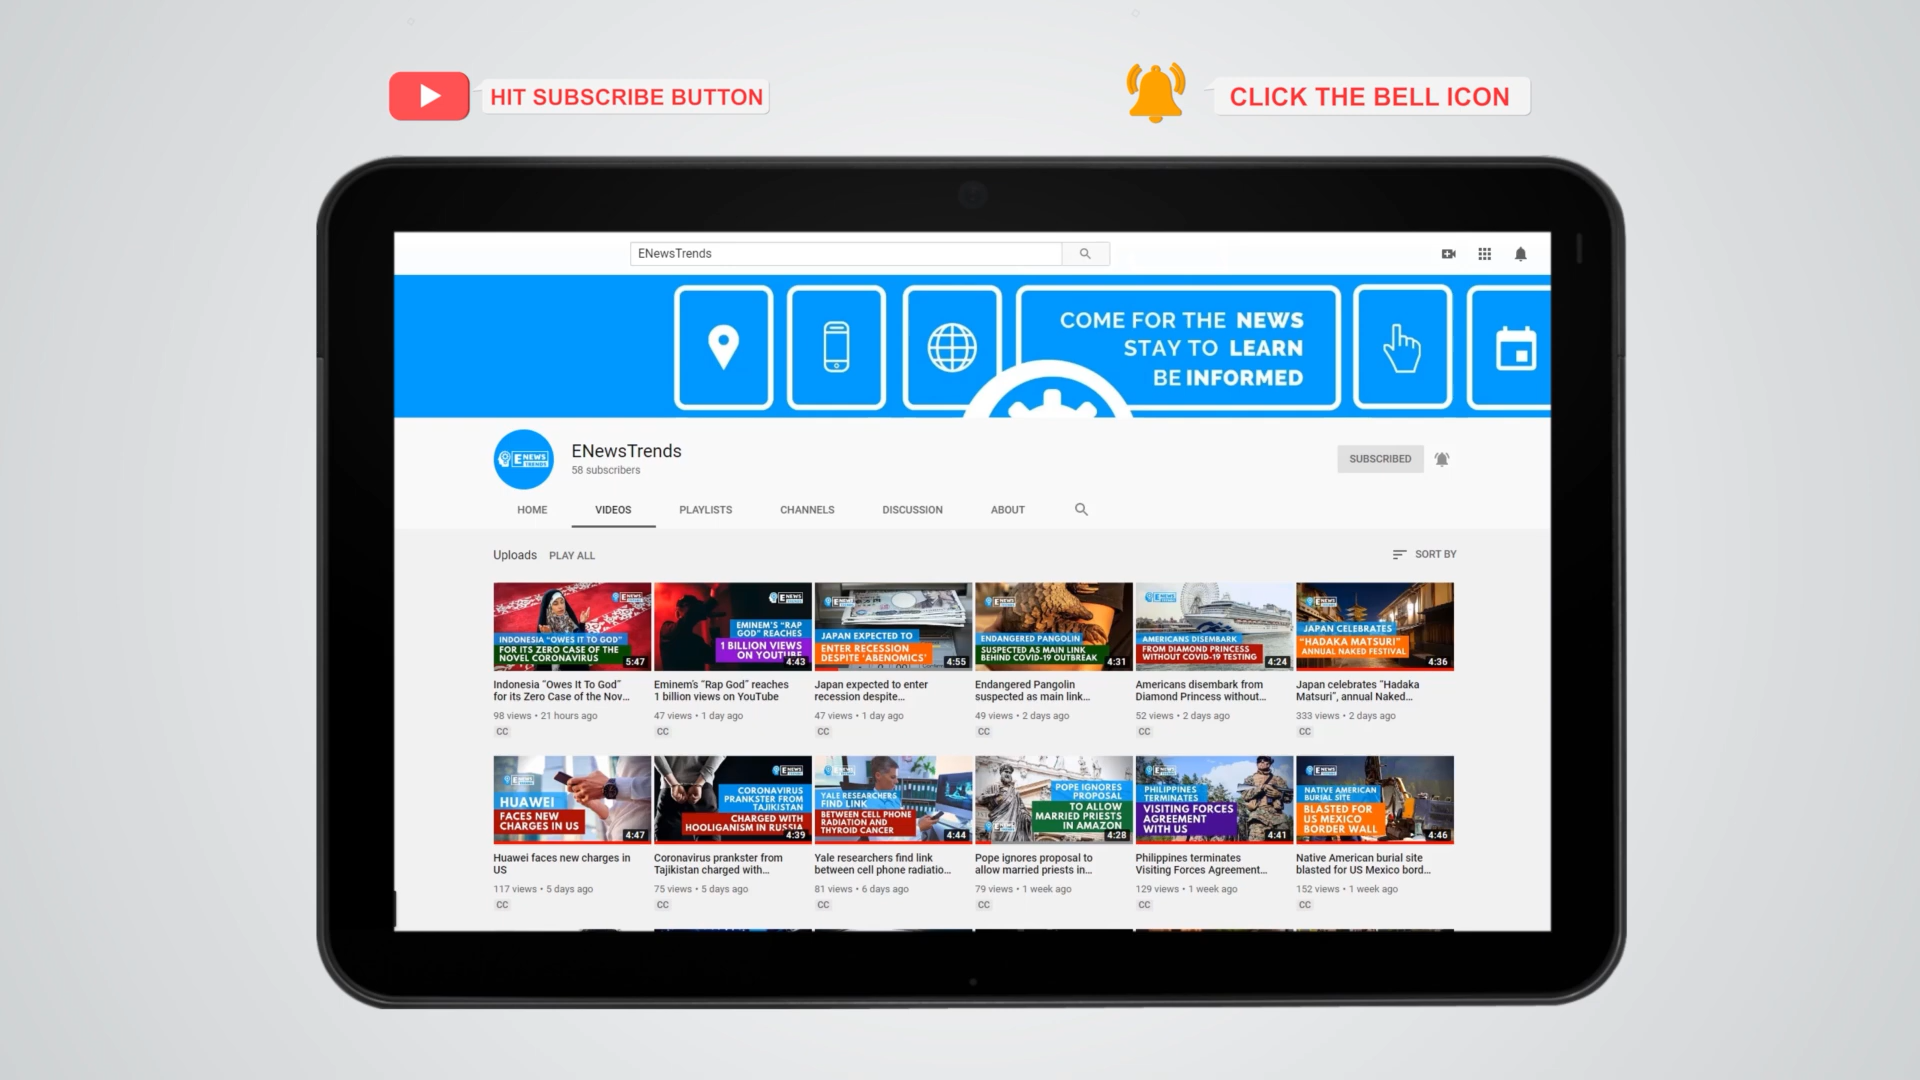 HIT SUBSCRIBE BUTTON
CLICK THE BELL ICON
ENewsTrends
COME FOR THE NEWS
STAY TO LEARN
BE INFORMED
E NEWS
TRENDS
ENewsTrends
58 subscribers
SUBSCRIBED
HOME VIDEOS PLAYLISTS CHANNELS DISCUSSION ABOUT
Uploads PLAY ALL
SORT BY
INDONESIA "OWES IT TO GOD"
FOR ITS ZERO CASE OF THE
NOVEL CORONAVIRUS
5:47
EMINEM'S "RAP
GOD" REACHES
1 BILLION VIEWS
ON YOUTUBE
4:43
JAPAN EXPECTED TO
ENTER RECESSION
DESPITE 'ABENOMICS'
4:55
ENDANGERED PANGOLIN
SUSPECTED AS MAIN LINK
BEHIND COVID-19 OUTBREAK
4:31
AMERICANS DISEMBARK
FROM DIAMOND PRINCESS
WITHOUT COVID-19 TESTING
4:24
JAPAN CELEBRATES
"HADAKA MATSURI"
ANNUAL NAKED FESTIVAL
4:36
Indonesia "Owes It To God"
for its Zero Case of the Nov...
98 views • 21 hours ago
CC
Eminem's "Rap God" reaches
1 billion views on YouTube
47 views • 1 day ago
CC
Japan expected to enter
recession despite...
47 views • 1 day ago
CC
Endangered Pangolin
suspected as main link...
49 views • 2 days ago
CC
Americans disembark from
Diamond Princess without...
52 views • 2 days ago
CC
Japan celebrates "Hadaka
Matsuri", annual Naked...
333 views • 2 days ago
CC
HUAWEI
FACES NEW
CHARGES IN US
4:47
CORONAVIRUS
PRANKSTER FROM
TAJIKISTAN
CHARGED WITH
HOOLIGANISM IN RUSSIA
4:39
YALE RESEARCHERS
FIND LINK
BETWEEN CELL PHONE
RADIATION AND
THYROID CANCER
4:44
POPE IGNORES
PROPOSAL
TO ALLOW
MARRIED PRIESTS
IN AMAZON
4:28
PHILIPPINES
TERMINATES
VISITING FORCES
AGREEMENT
WITH US
4:41
NATIVE AMERICAN
BURIAL SITE
BLASTED FOR
US MEXICO
BORDER WALL
4:46
Huawei faces new charges in
US
117 views • 5 days ago
CC
Coronavirus prankster from
Tajikistan charged with...
75 views • 5 days ago
CC
Yale researchers find link
between cell phone radiatio...
81 views • 6 days ago
CC
Pope ignores proposal to
allow married priests in...
79 views • 1 week ago
CC
Philippines terminates
Visiting Forces Agreement...
129 views • 1 week ago
CC
Native American burial site
blasted for US Mexico bord...
152 views • 1 week ago
CC